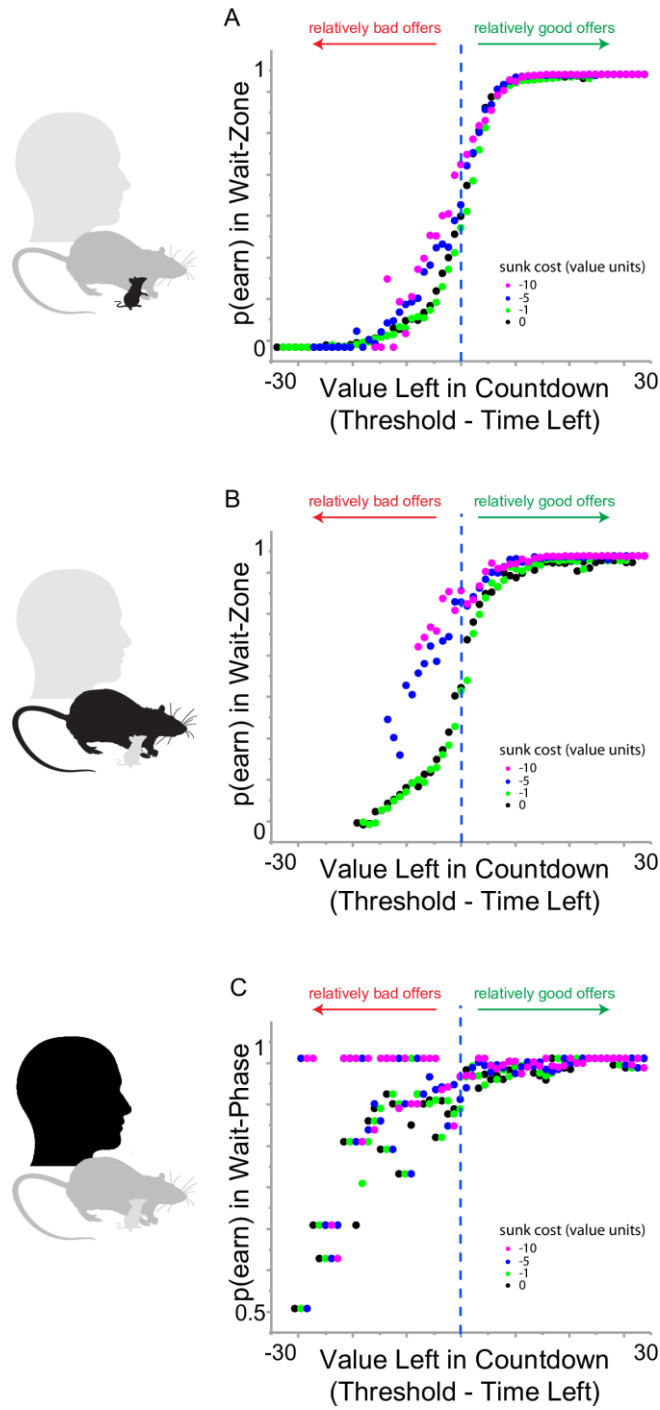 A
relatively bad offers
relatively good offers
1
p(earn) in Wait-Zone
sunk cost (value units)
-10
-5
-1
0
0
-30
Value Left in Countdown
30
(Threshold - Time Left)
B
relatively bad offers
relatively good offers
1
p(earn) in Wait-Zone
sunk cost (value units)
-10
-5
-1
0
0
-30
Value Left in Countdown
30
(Threshold - Time Left)
C
relatively bad offers
relatively good offers
1
p(earn) in Wait-Phase
sunk cost (value units)
-10
-5
-1
0
0.5
-30
Value Left in Countdown
30
(Threshold - Time Left)